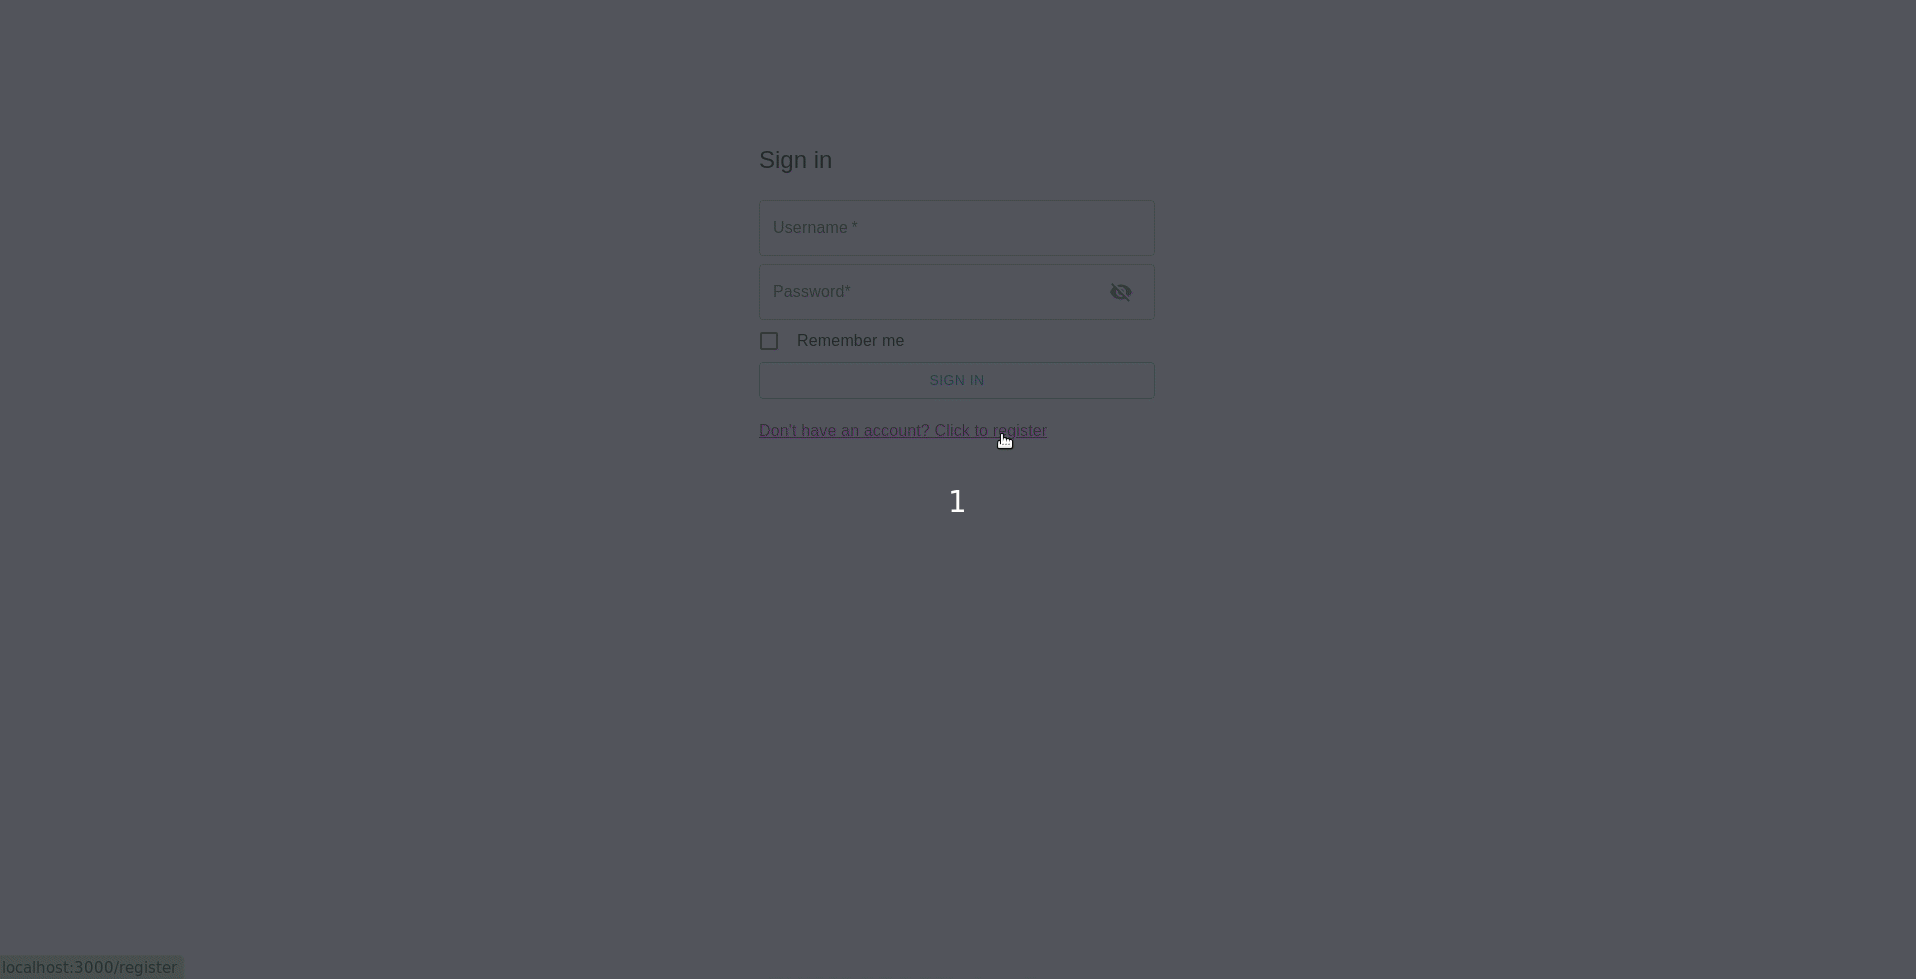 Sign in
Username *
Password*
Remember me
SIGN IN
Don't have an account? Click to register
1
localhost:3000/register